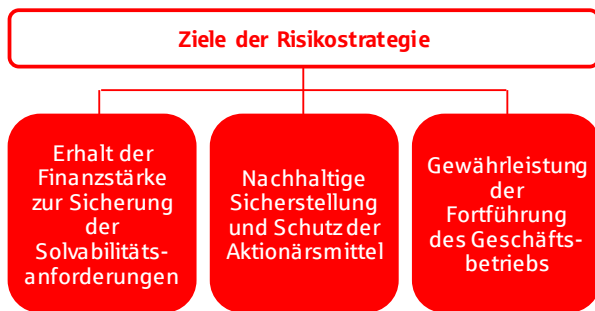 Ziele der Risikostrategie
Erhalt der
Finanzstärke
zur Sicherung
der
Solvabilitäts-
anforderungen
Nachhaltige
Sicherstellung
und Schutz der
Aktionärsmittel
Gewährleistung
der
Fortführung
des Geschäfts-
betriebs